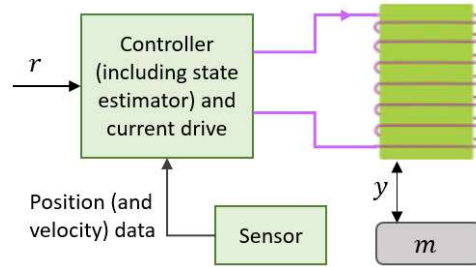 Controller
(including state
estimator) and
current drive
r
y
Position (and
velocity) data
Sensor
m